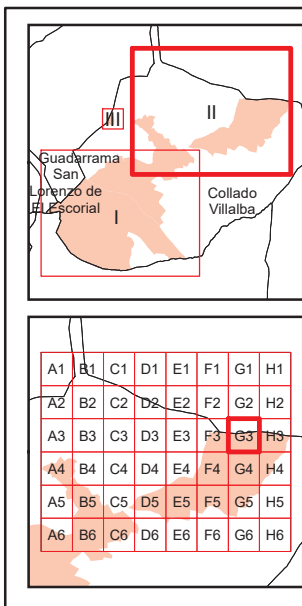 III
II
Guadarrama
San
Lorenzo de
El Escorial
I
Collado
Villalba
A1 B1 C1 D1 E1 F1 G1 H1
A2 B2 C2 D2 E2 F2 G2 H2
A3 B3 C3 D3 E3 F3 G3 H3
A4 B4 C4 D4 E4 F4 G4 H4
A5 B5 C5 D5 E5 F5 G5 H5
A6 B6 C6 D6 E6 F6 G6 H6